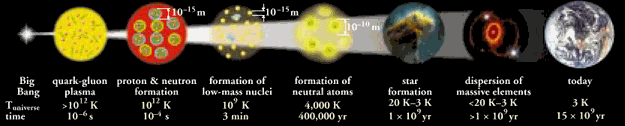 10⁻¹⁵ m
10⁻¹⁵ m
10⁻¹⁰ m
Big Bang
quark-gluon plasma
proton & neutron formation
formation of low-mass nuclei
formation of neutral atoms
star formation
dispersion of massive elements
today
T universe >10¹² K 10¹² K 10⁹ K 4,000 K 20 K–3 K <20 K–3 K 3 K
time 10⁻⁶ s 10⁻⁴ s 3 min 400,000 yr 1 × 10⁹ yr >1 × 10⁹ yr 15 × 10⁹ yr